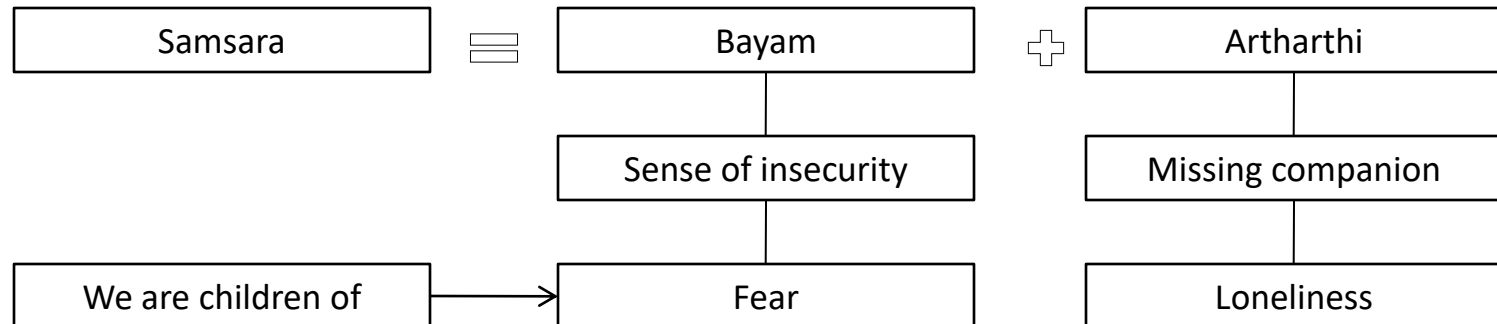 Samsara = Bayam + Artharthi
Sense of insecurity Missing companion
We are children of Fear Loneliness